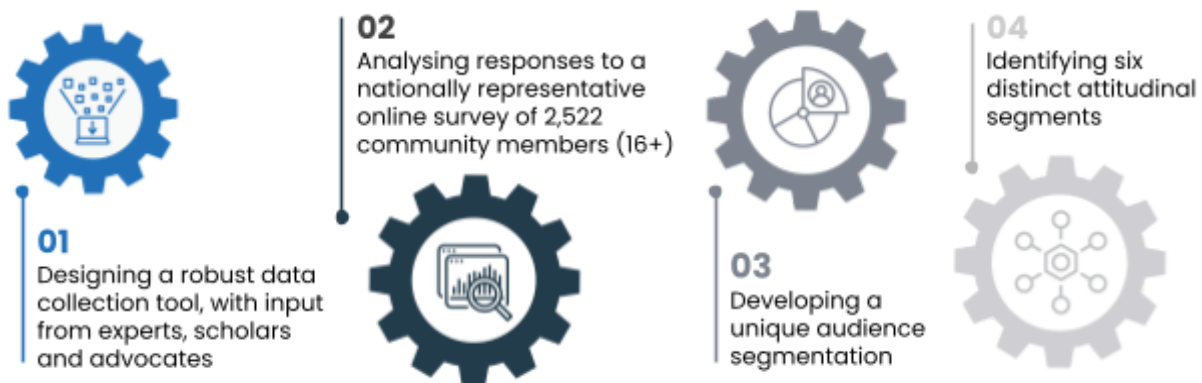 01
Designing a robust data
collection tool, with input
from experts, scholars
and advocates
02
Analysing responses to a
nationally representative
online survey of 2,522
community members (16+)
03
Developing a
unique audience
segmentation
04
Identifying six
distinct attitudinal
segments